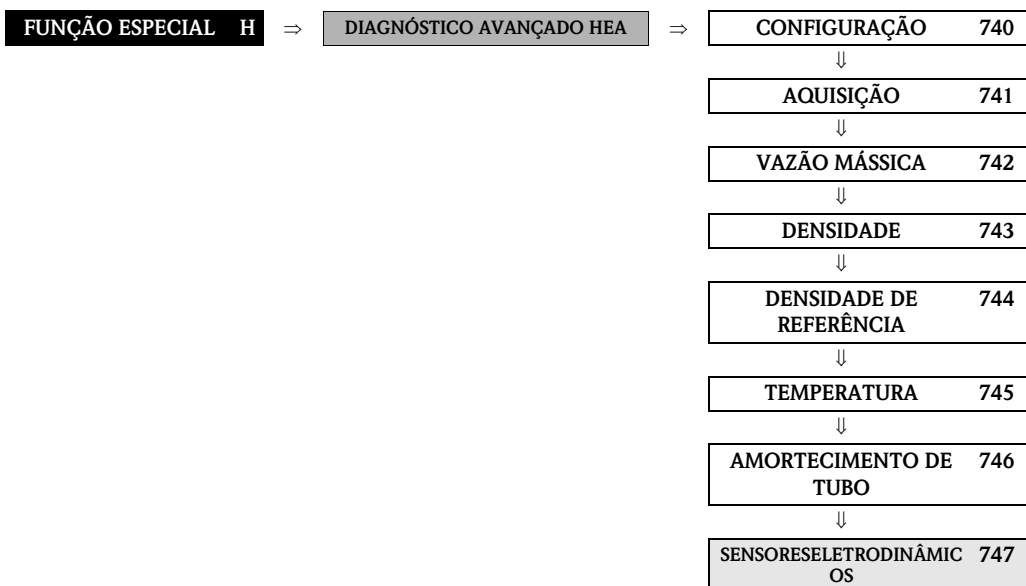 FUNÇÃO ESPECIAL H ⇒ DIAGNÓSTICO AVANÇADO HEA ⇒ CONFIGURAÇÃO 740
⇓
AQUISIÇÃO 741
⇓
VAZÃO MÁSSICA 742
⇓
DENSIDADE 743
⇓
DENSIDADE DE 744
REFERÊNCIA
⇓
TEMPERATURA 745
⇓
AMORTECIMENTO DE 746
TUBO
⇓
SENSORESELETRODINÂMIC 747
OS